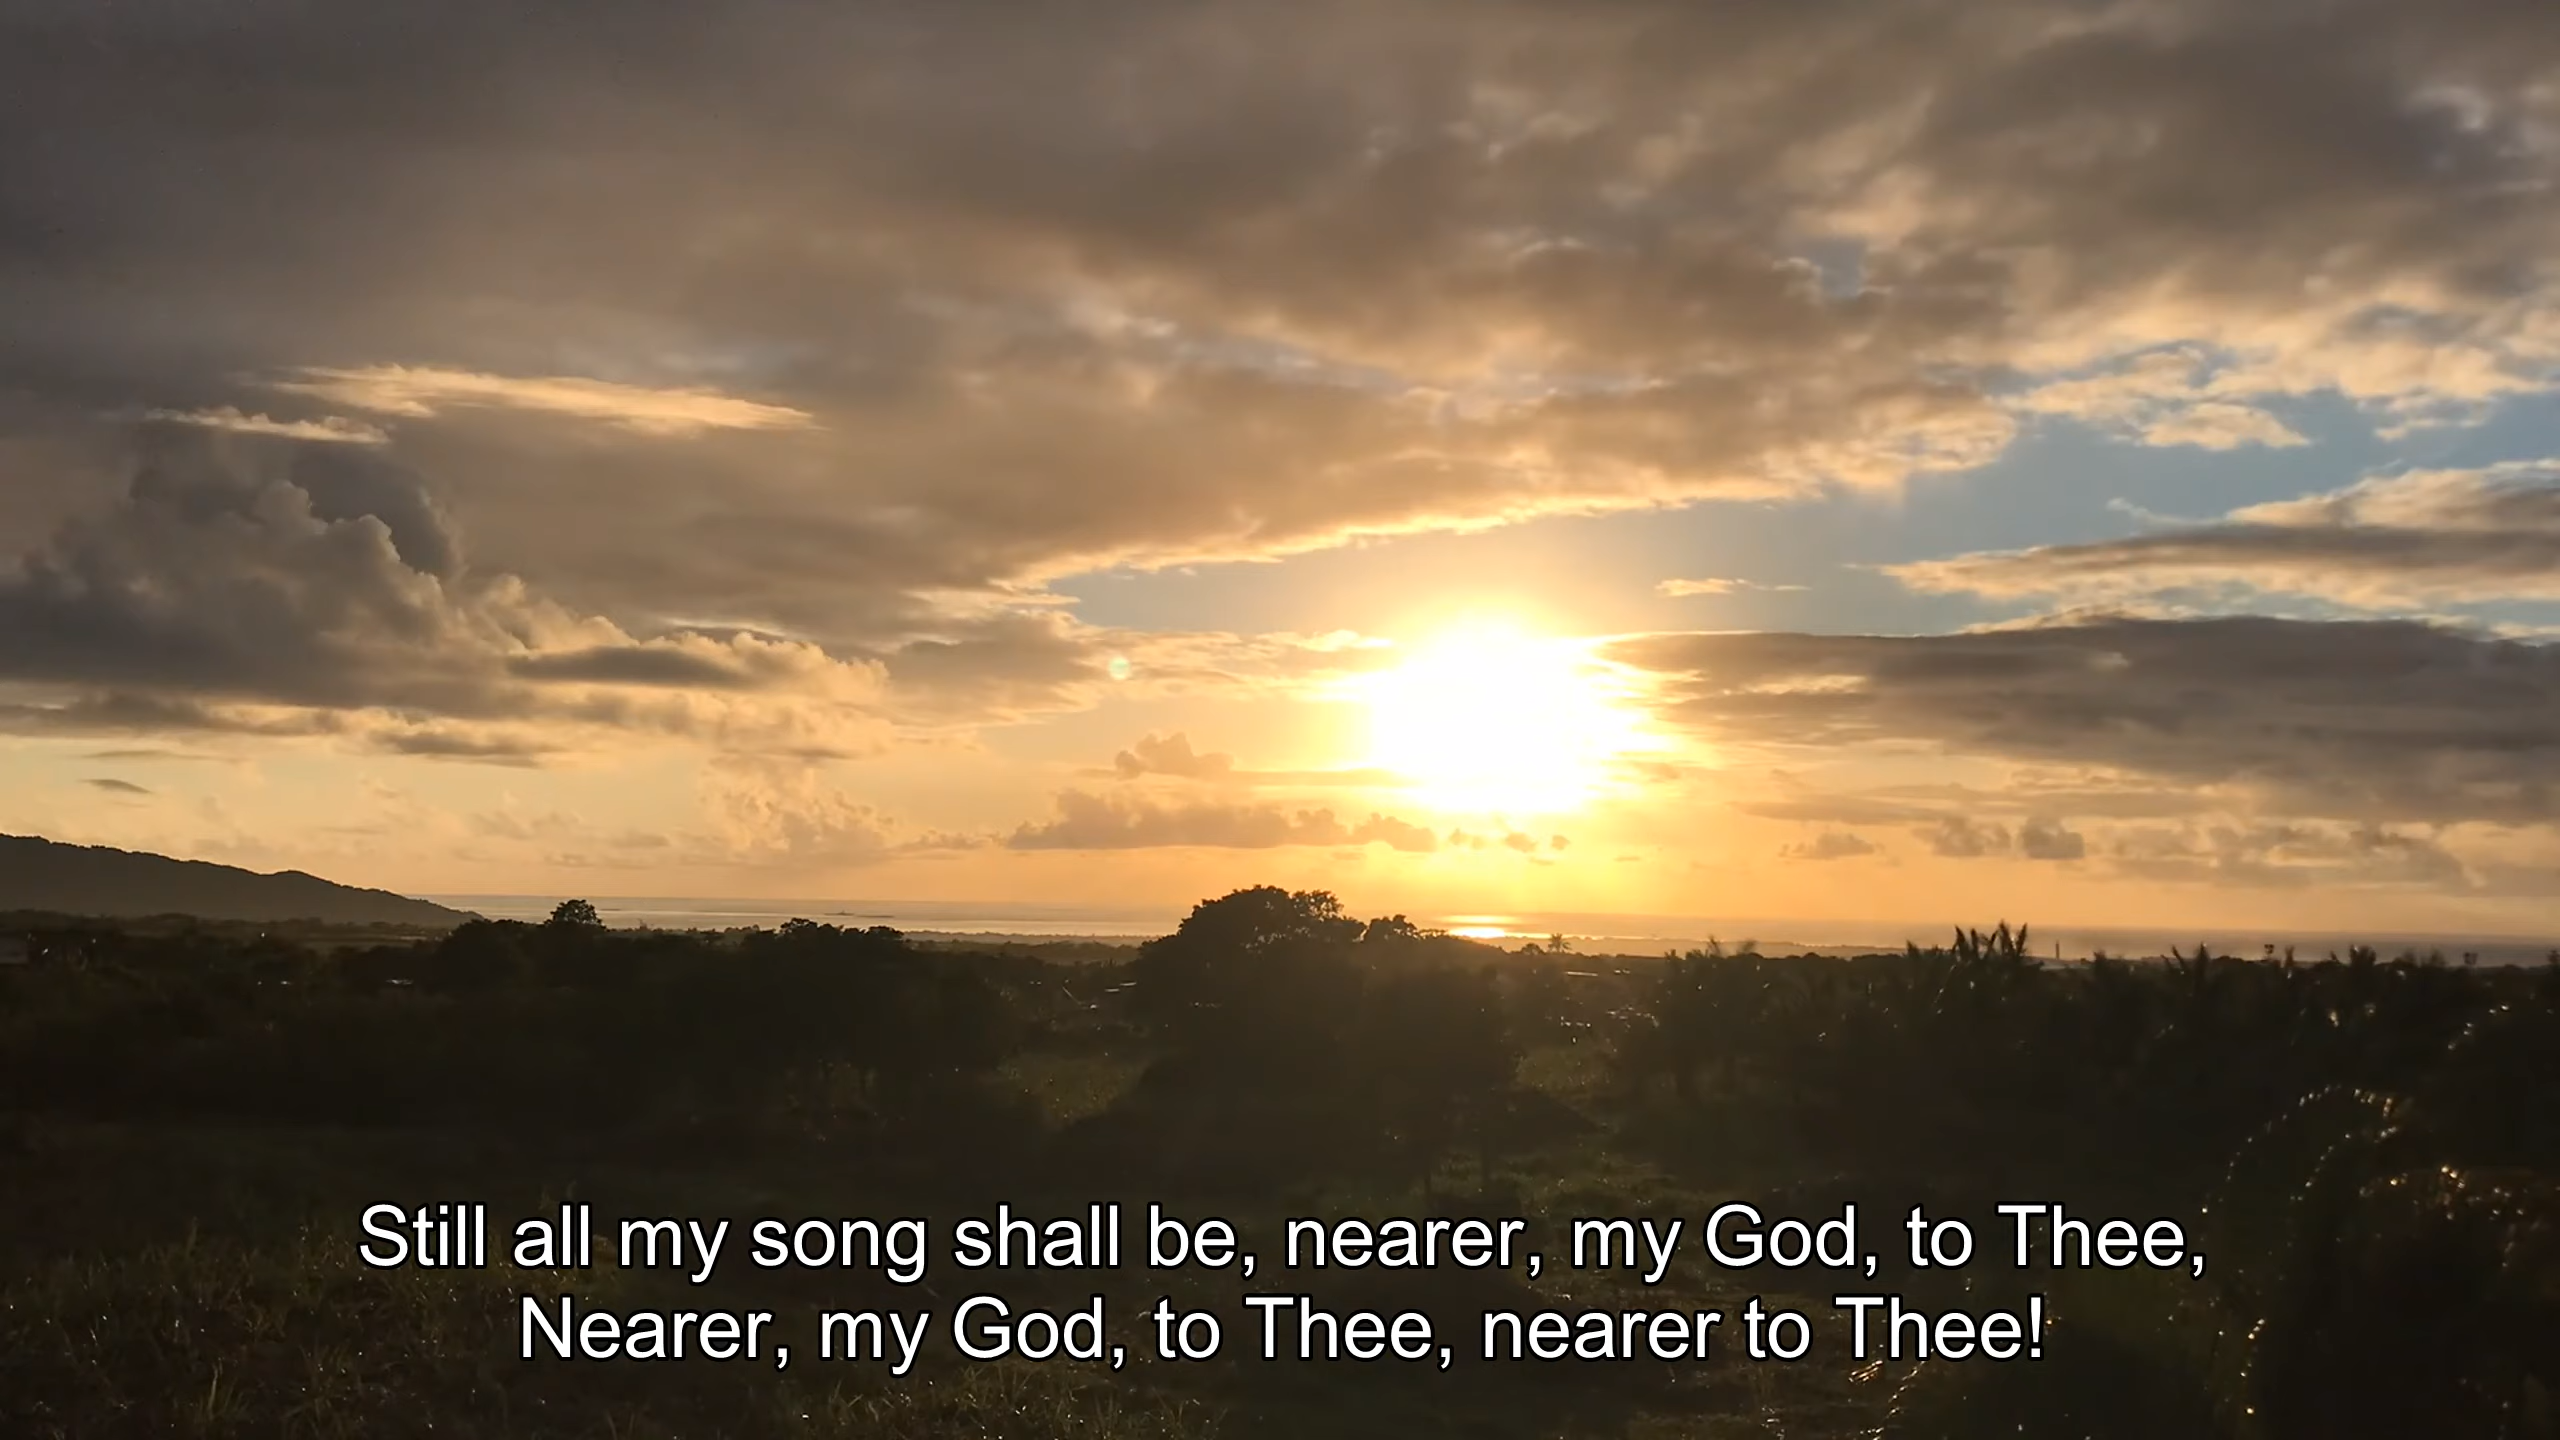 Still all my song shall be, nearer, my God, to Thee,
Nearer, my God, to Thee, nearer to Thee!